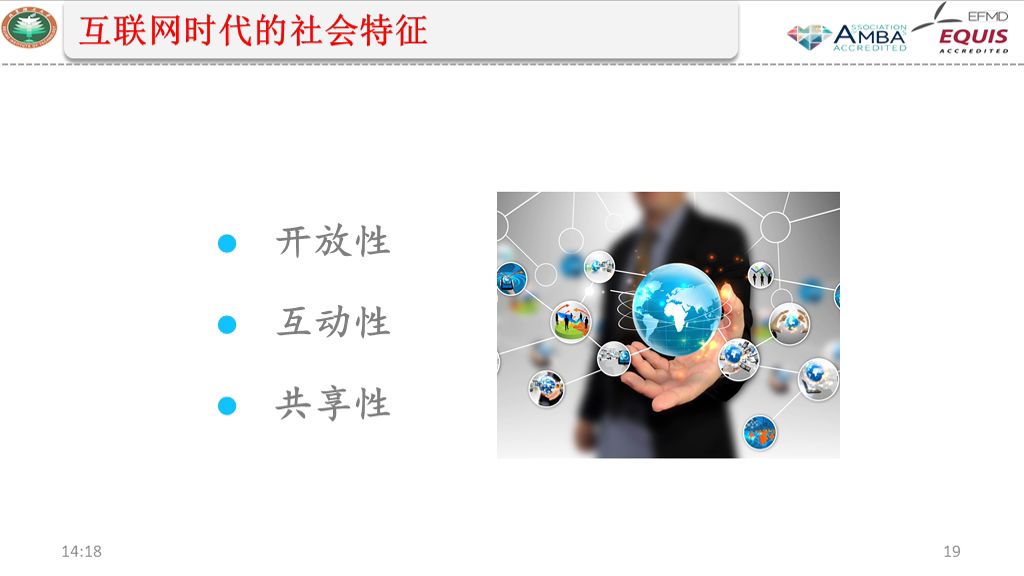 互联网时代的社会特征
ASSOCIATION
AMBA
ACCREDITED
EFMD
EQUIS
ACCREDITED
开放性
互动性
共享性
14:18
19